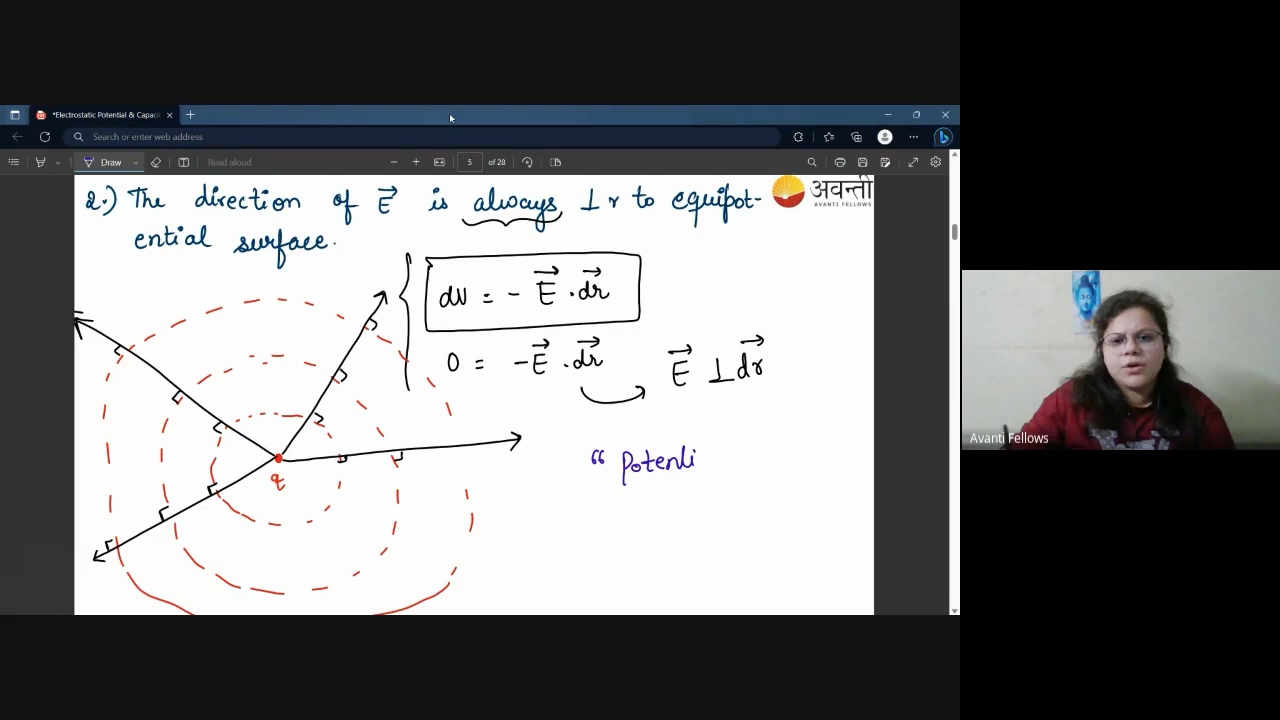 *Electrostatic Potential & Capaci
Search or enter web address
Draw
Read aloud
5 of 28
2.) The direction of E⃗ is always ⊥r to equipot-
ential surface.
अवन्ती
AVANTI FELLOWS
dV = - E⃗ . dr⃗
0 = - E⃗ . dr⃗
E⃗ ⊥ dr⃗
q
“ Potenti
Avanti Fellows